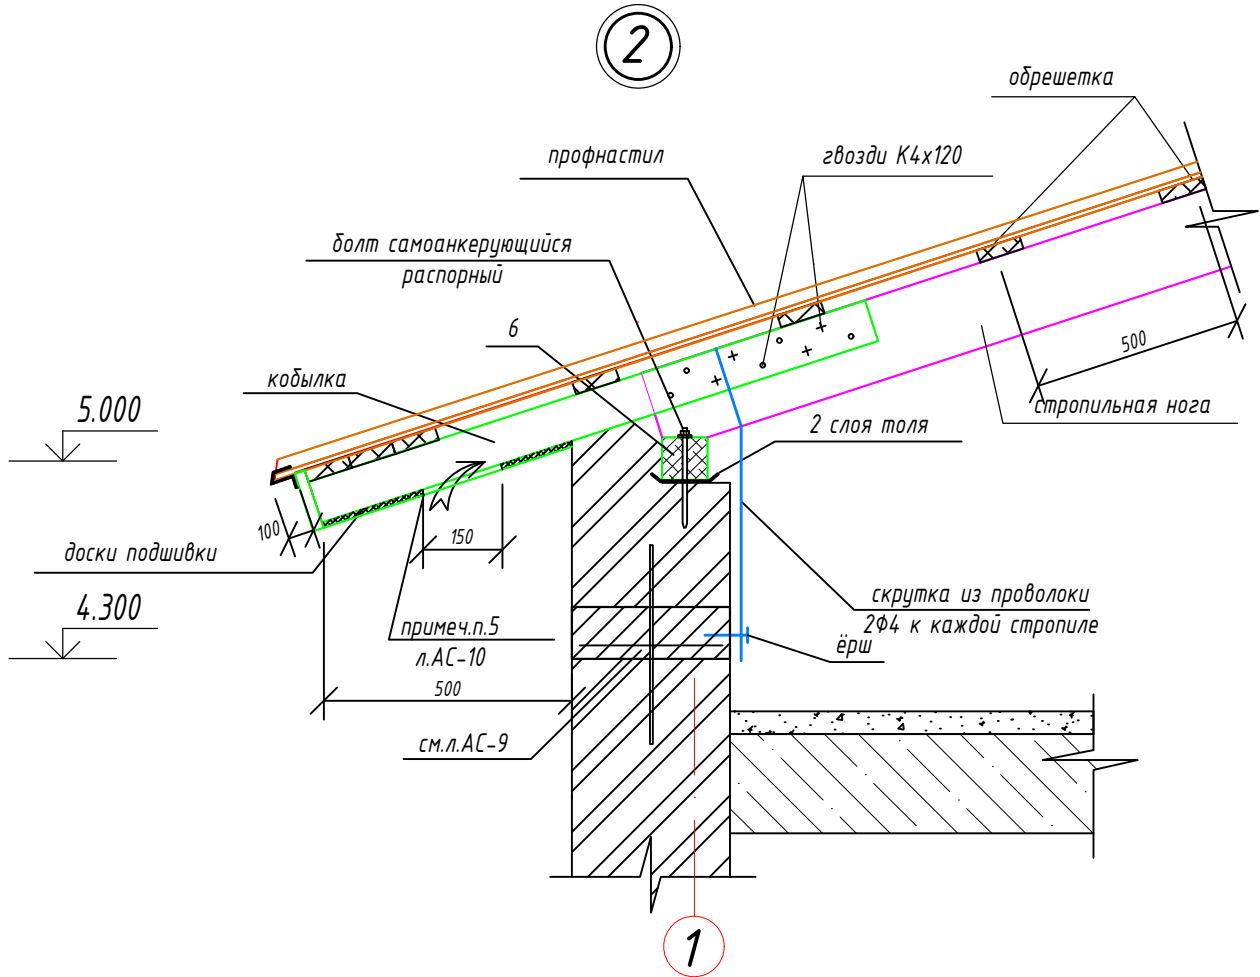 2
обрешетка
профнастил
гвозди К4х120
болт самоанкерующийся
распорный
6
500
кобылка
стропильная нога
5.000
2 слоя толя
100
150
доски подшивки
скрутка из проволоки
2Ф4 к каждой стропиле
4.300
примеч.п.5
л.АС-10
ёрш
500
см.л.АС-9
1